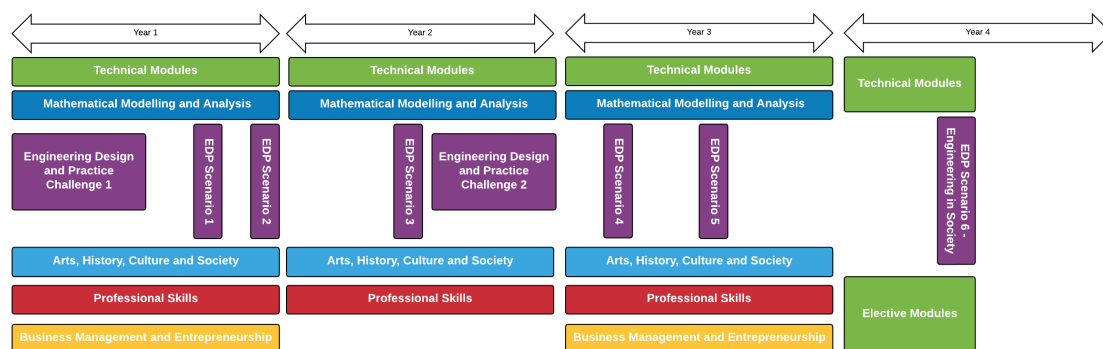 Year 1
Year 2
Year 3
Year 4
Technical Modules
Technical Modules
Technical Modules
Technical Modules
Mathematical Modelling and Analysis
Mathematical Modelling and Analysis
Mathematical Modelling and Analysis
Engineering Design
and Practice
Challenge 1
EDP Scenario 1
EDP Scenario 2
EDP Scenario 3
Engineering Design
and Practice
Challenge 2
EDP Scenario 4
EDP Scenario 5
EDP Scenario 6 -
Engineering in Society
Arts, History, Culture and Society
Arts, History, Culture and Society
Arts, History, Culture and Society
Professional Skills
Professional Skills
Professional Skills
Elective Modules
Business Management and Entrepreneurship
Business Management and Entrepreneurship